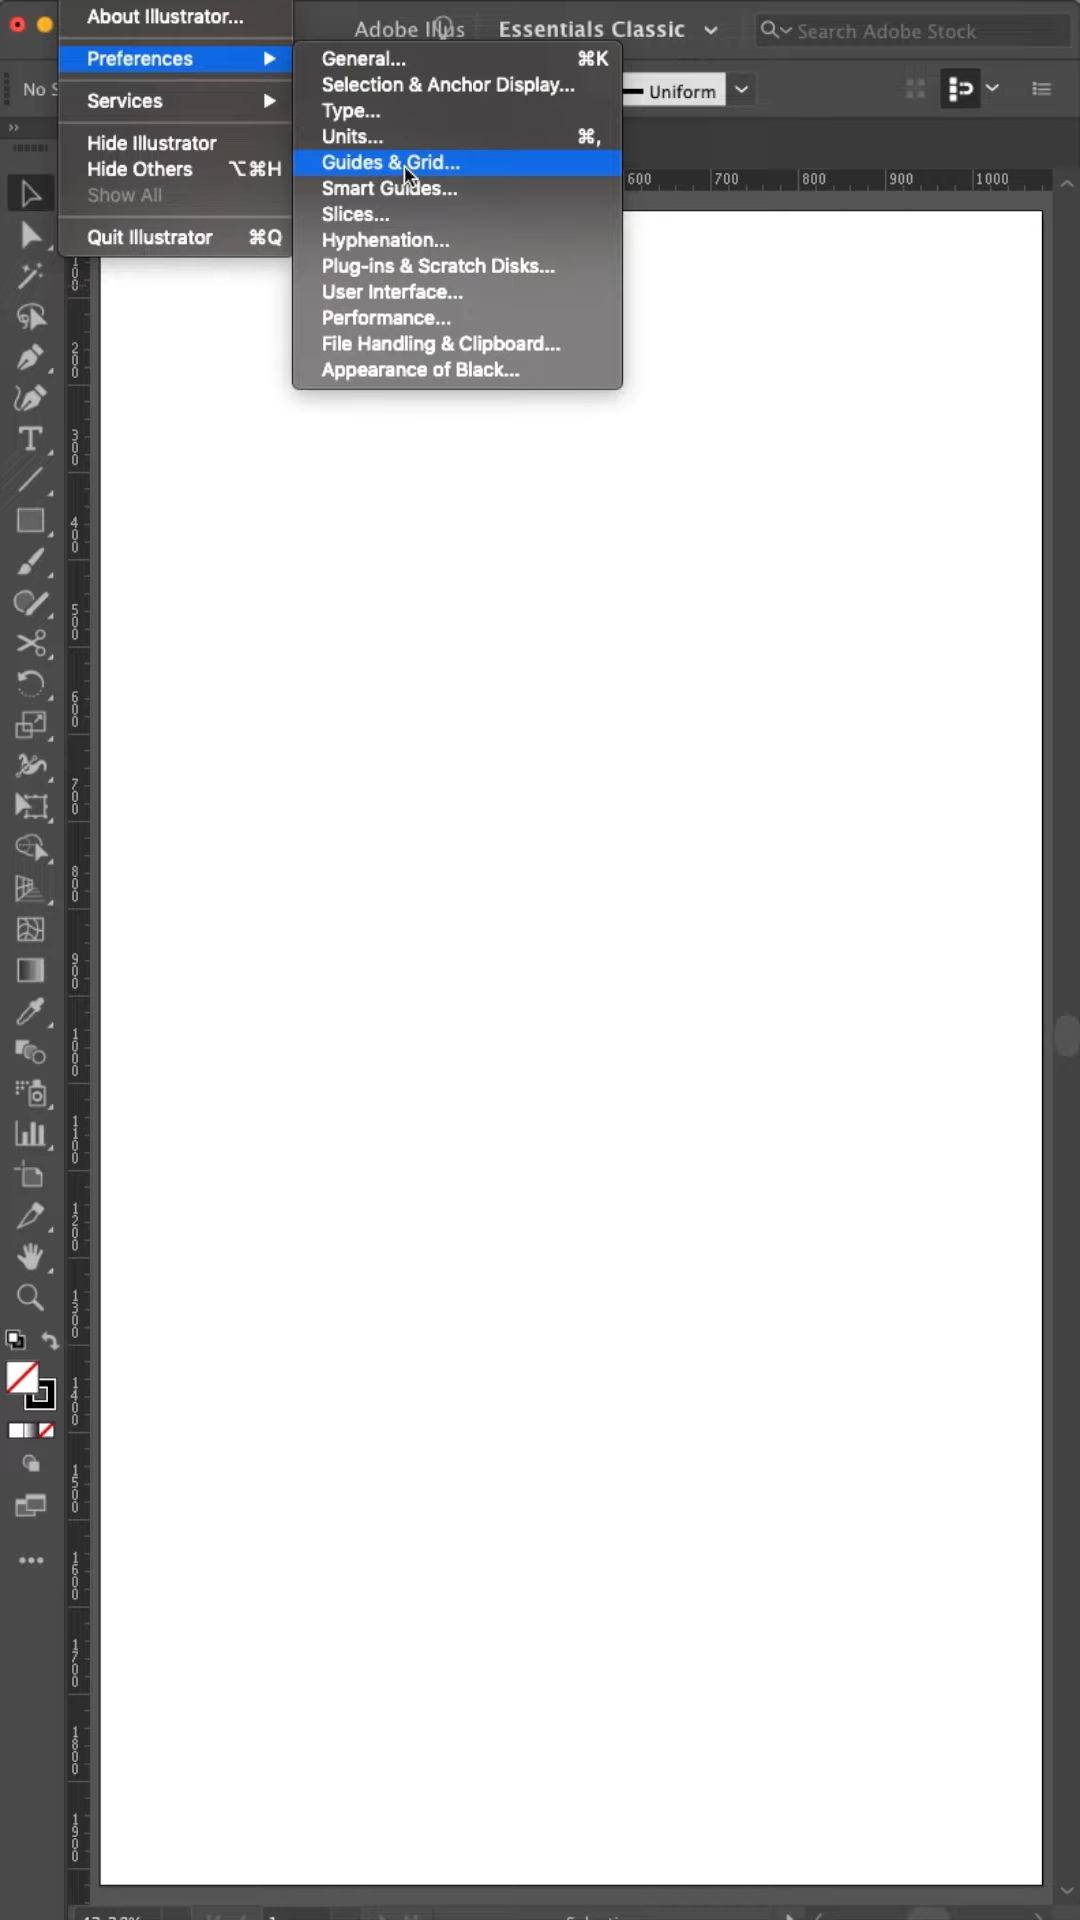 About Illustrator...
Adobe Illus
Essentials Classic
Search Adobe Stock
Preferences
General...
⌘K
No S
Selection & Anchor Display...
Uniform
Services
Type...
Units...
⌘,
Hide Illustrator
Guides & Grid...
Hide Others
⌥⌘H
Smart Guides...
Show All
Slices...
Quit Illustrator
⌘Q
Hyphenation...
Plug-ins & Scratch Disks...
User Interface...
Performance...
File Handling & Clipboard...
Appearance of Black...
600
700
800
900
1000
100
200
300
400
500
600
700
800
900
1000
1100
1200
1300
1400
1500
1600
1700
1800
1900